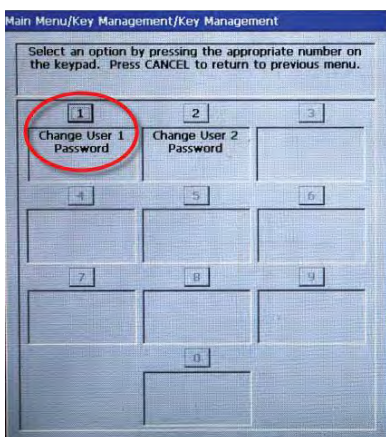 Main Menu/Key Management/Key Management
Select an option by pressing the appropriate number on
the keypad. Press CANCEL to return to previous menu.
1 2 3
Change User 1 Change User 2
Password Password
4 5 6
7 8 9
0